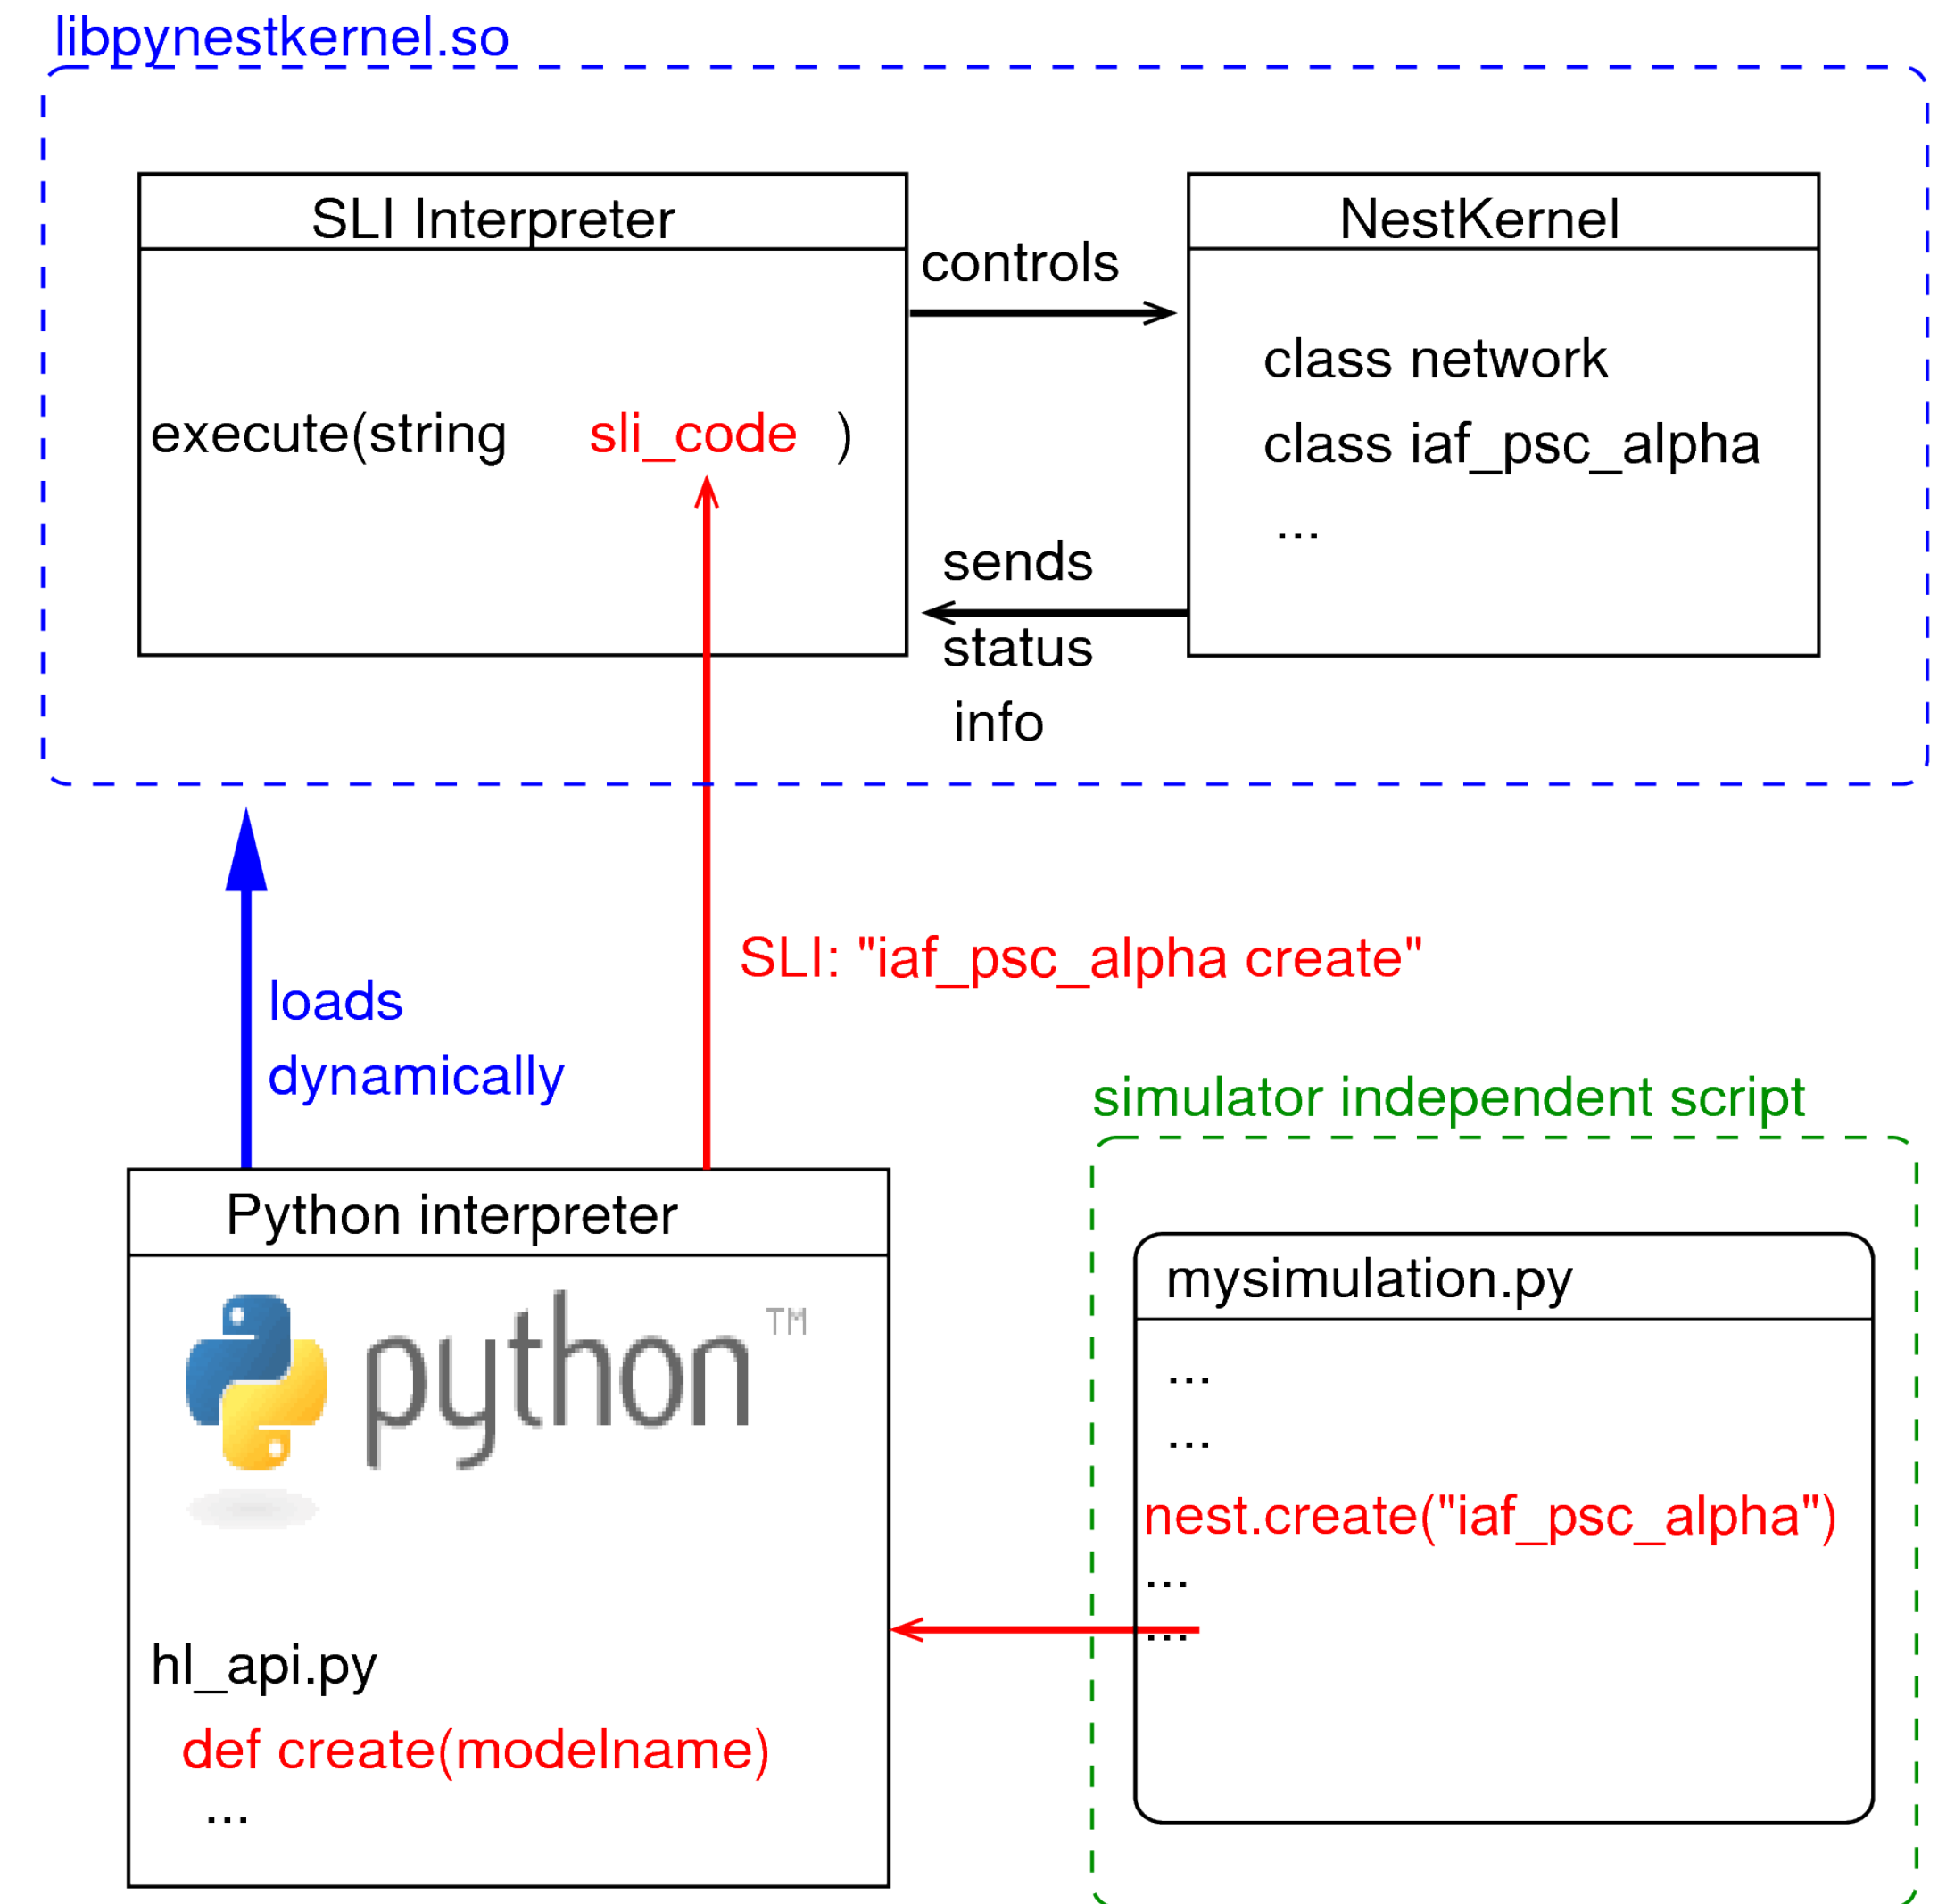 libpynestkernel.so
SLI Interpreter
execute(string sli_code )
controls
sends
status
info
NestKernel
class network
class iaf_psc_alpha
...
loads
dynamically
SLI: "iaf_psc_alpha create"
Python interpreter
python™
hl_api.py
def create(modelname)
...
simulator independent script
mysimulation.py
...
...
nest.create("iaf_psc_alpha")
...
...